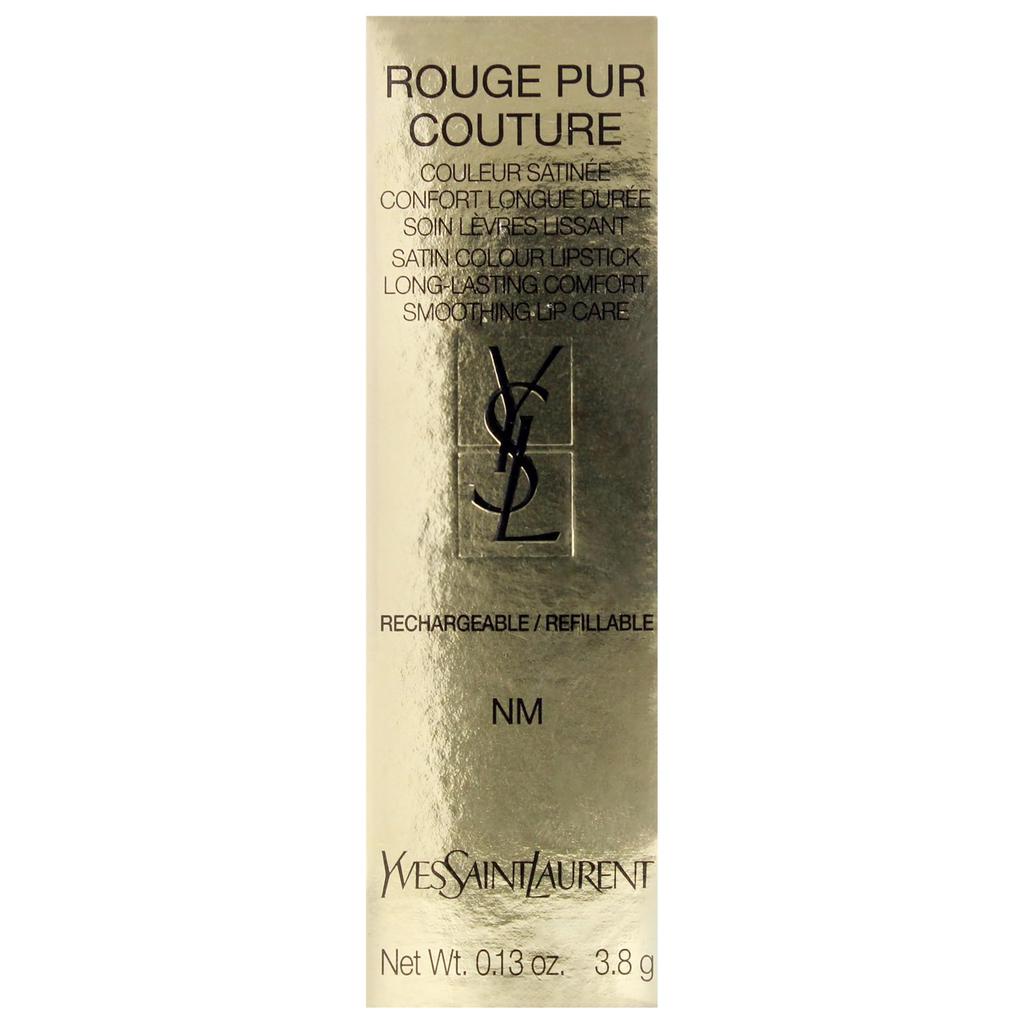 ROUGE PUR
COUTURE
COULEUR SATINÉE
CONFORT LONGUE DURÉE
SOIN LÈVRES LISSANT
SATIN COLOUR LIPSTICK
LONG-LASTING COMFORT
SMOOTHING LIP CARE
YSL
RECHARGEABLE / REFILLABLE
NM
YVESSAINTLAURENT
Net Wt. 0.13 oz. 3.8 g